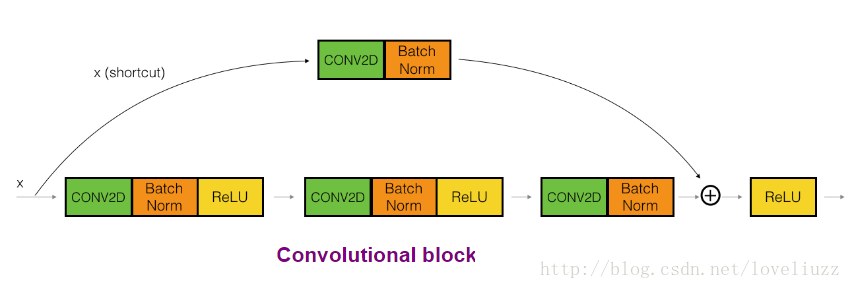 CONV2D
Batch
Norm
x (shortcut)
x
CONV2D
Batch
Norm
ReLU
CONV2D
Batch
Norm
ReLU
CONV2D
Batch
Norm
ReLU
Convolutional block
http://blog.csdn.net/loveliuzz